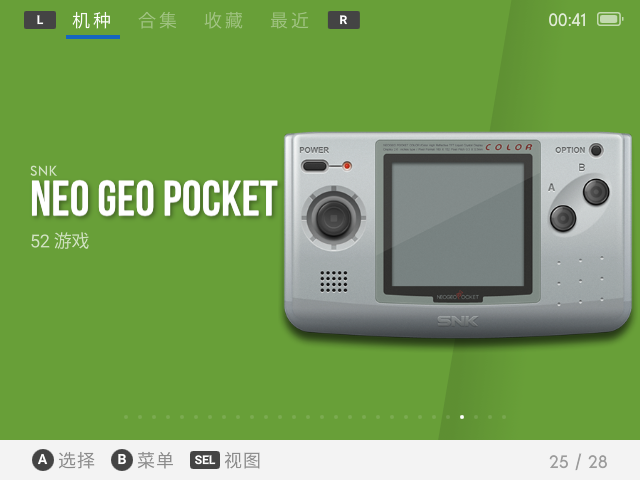 L 机种 合集 收藏 最近 R 00:41
SNK
NEO GEO POCKET
52 游戏
POWER
COLOR
OPTION
B
A
NEOGEO POCKET
SNK
A 选择 B 菜单 SEL 视图 25 / 28